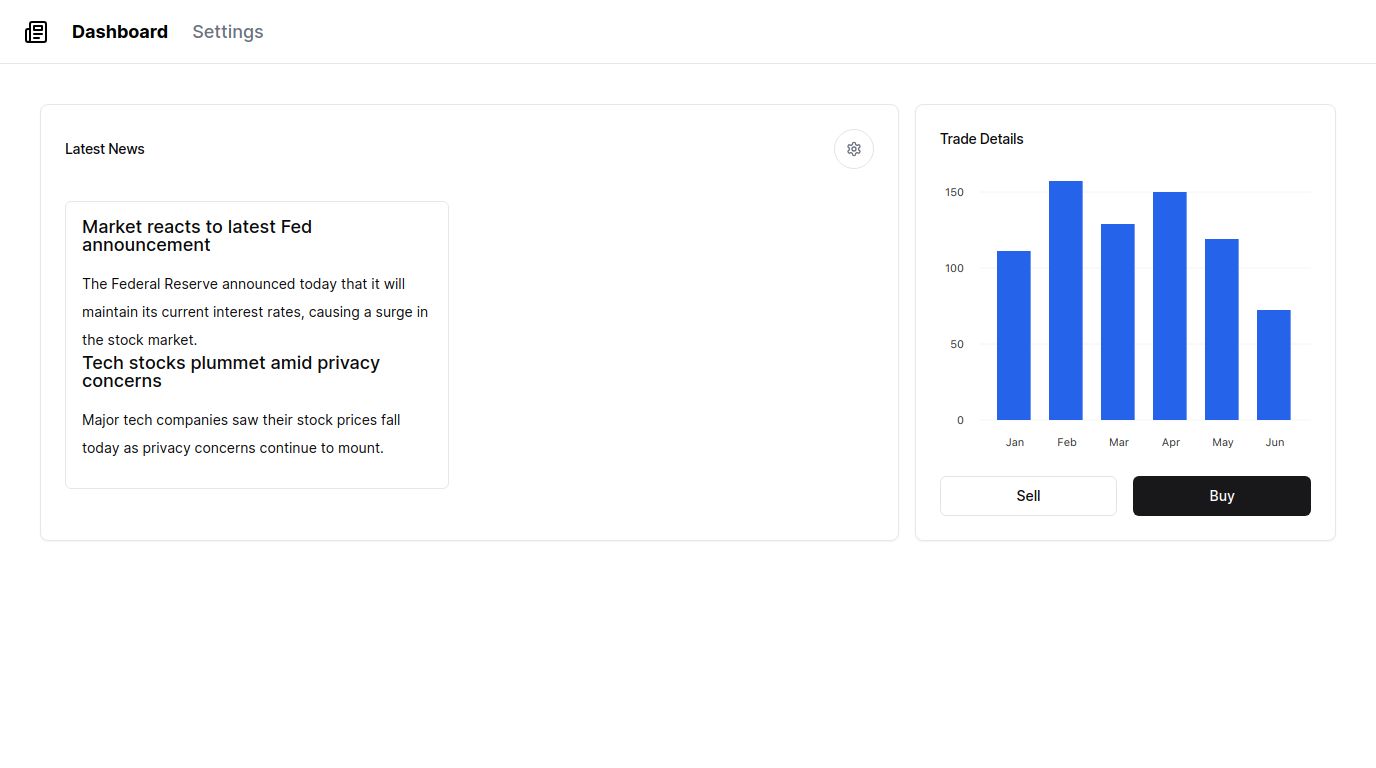 Dashboard Settings
Latest News
Market reacts to latest Fed
announcement
The Federal Reserve announced today that it will
maintain its current interest rates, causing a surge in
the stock market.
Tech stocks plummet amid privacy
concerns
Major tech companies saw their stock prices fall
today as privacy concerns continue to mount.
Trade Details
150
100
50
0
Jan Feb Mar Apr May Jun
Sell Buy